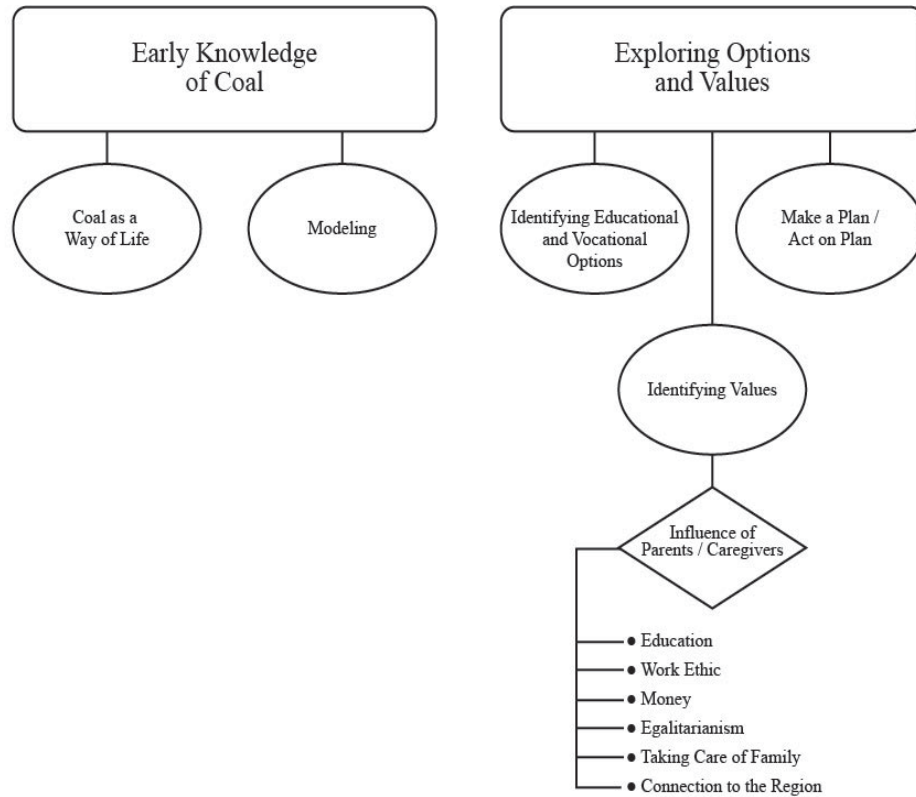 Early Knowledge
of Coal
Exploring Options
and Values
Coal as a
Way of Life
Modeling
Identifying Educational
and Vocational
Options
Make a Plan /
Act on Plan
Identifying Values
Influence of
Parents / Caregivers
• Education
• Work Ethic
• Money
• Egalitarianism
• Taking Care of Family
• Connection to the Region